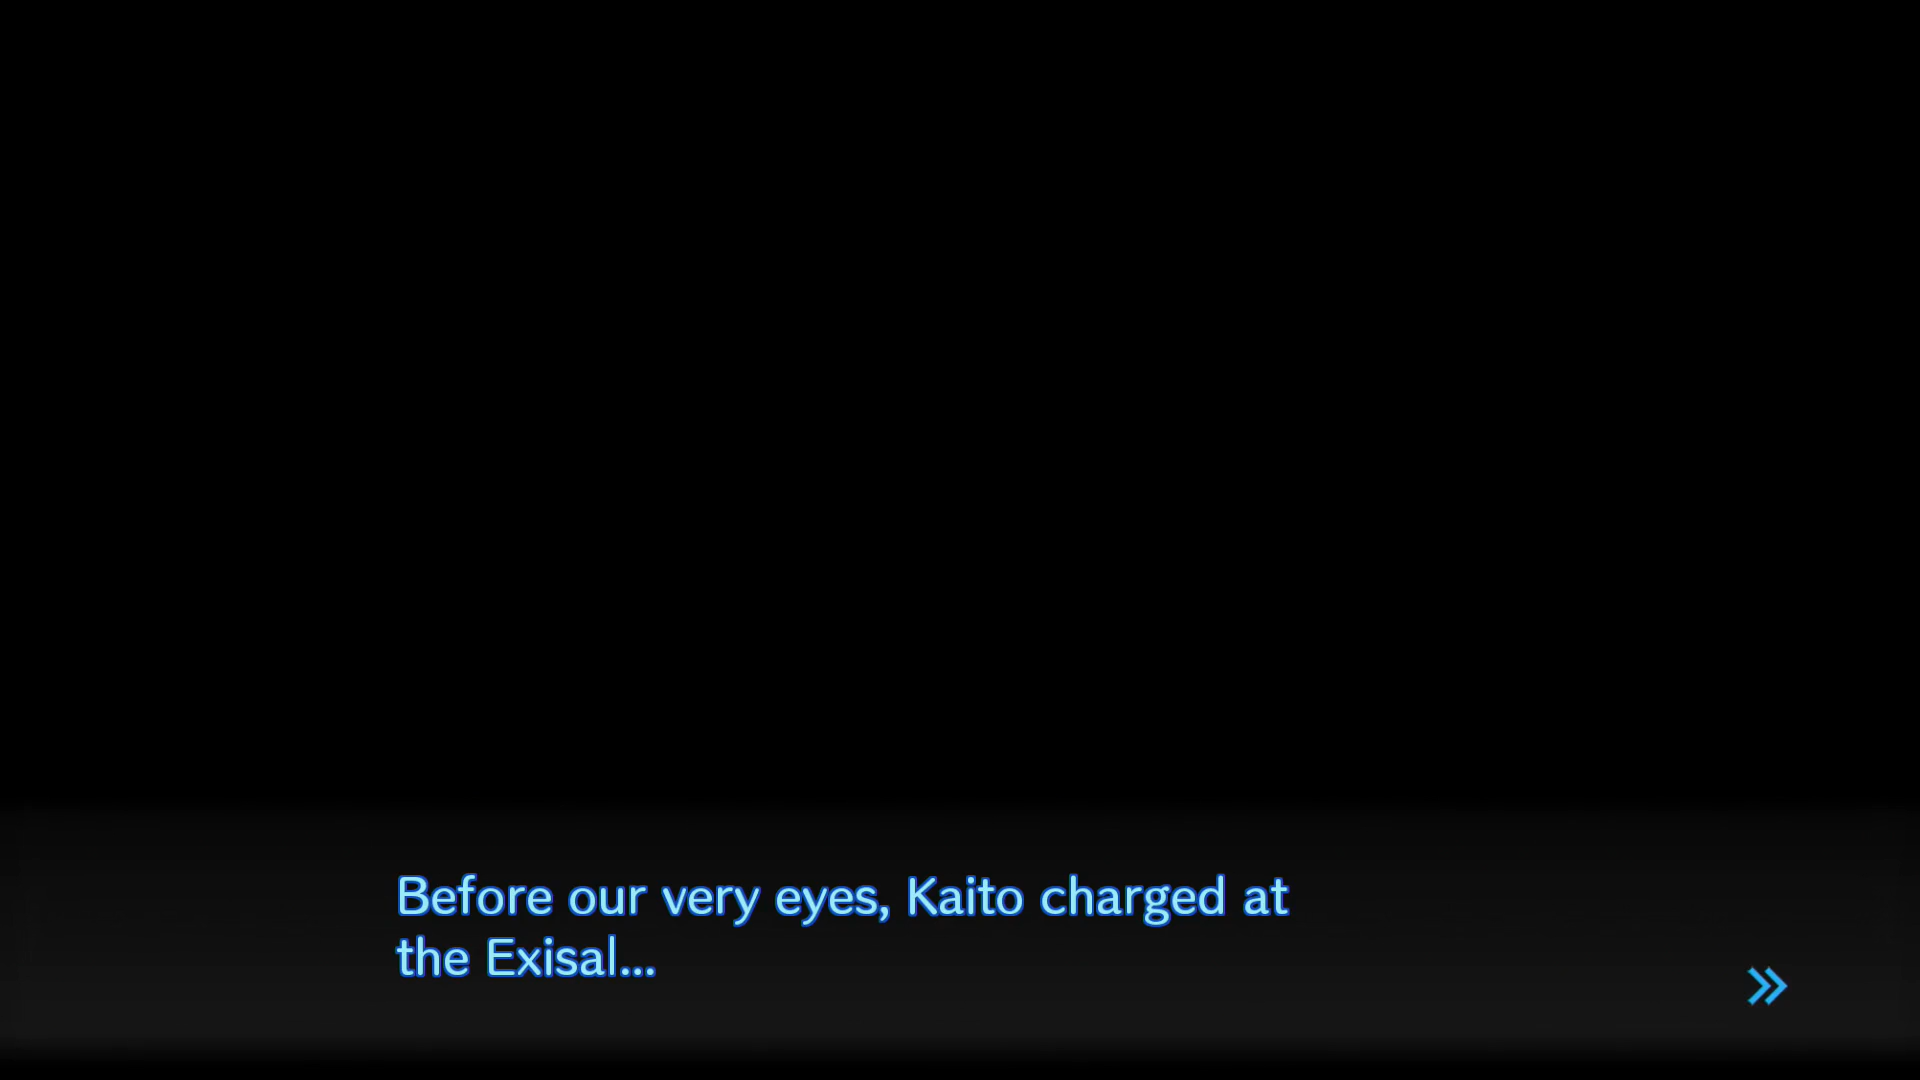 Before our very eyes, Kaito charged at
the Exisal...